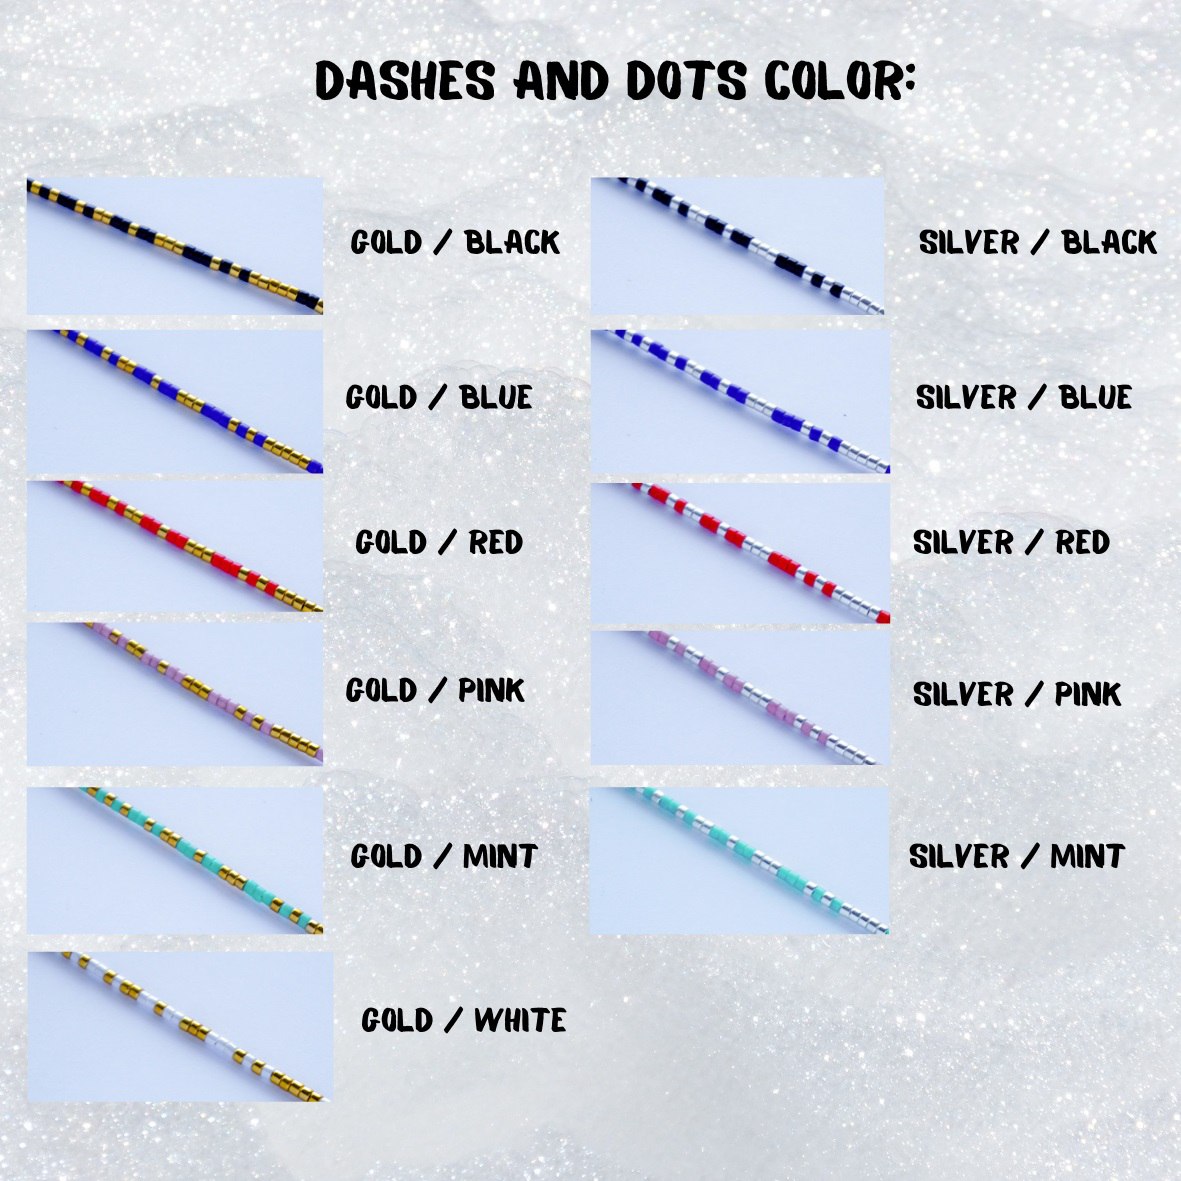 DASHES AND DOTS COLOR:
GOLD / BLACK
SILVER / BLACK
GOLD / BLUE
SILVER / BLUE
GOLD / RED
SILVER / RED
GOLD / PINK
SILVER / PINK
GOLD / MINT
SILVER / MINT
GOLD / WHITE